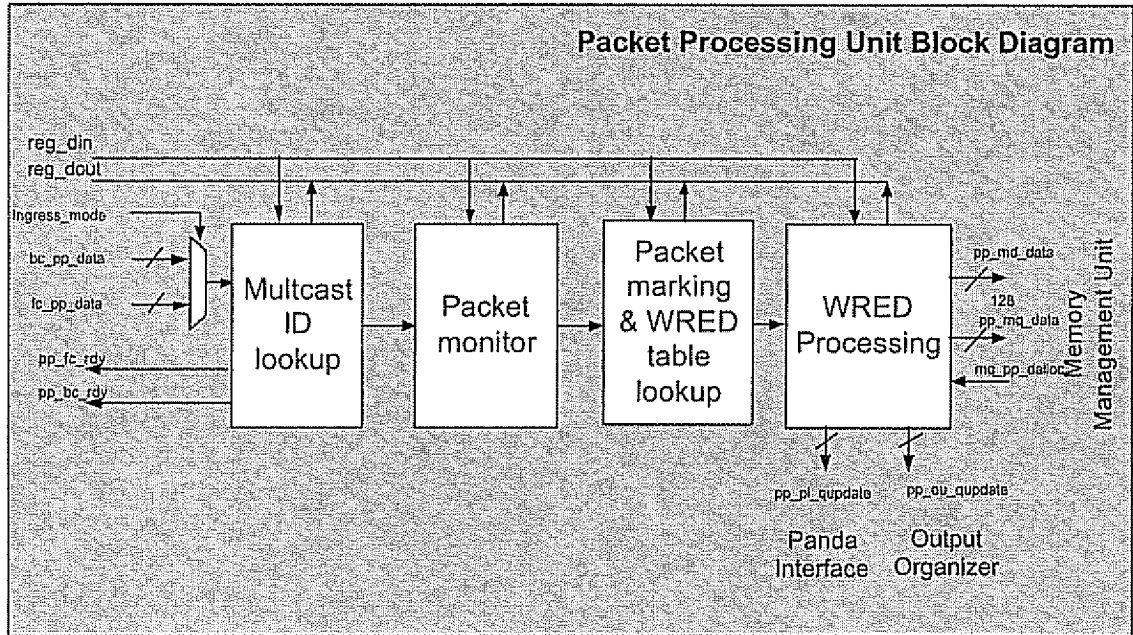 Packet Processing Unit Block Diagram
reg_din
reg_dout
Ingress_mode
bc_pp_data
fc_pp_data
pp_fc_rdy
pp_bc_rdy
Multcast
ID
lookup
Packet
monitor
Packet
marking
& WRED
table
lookup
WRED
Processing
pp_md_data
128
pp_mq_data
mq_pp_dalloc
Memory
Management Unit
pp_pi_qupdate
pp_ou_qupdate
Panda
Interface
Output
Organizer